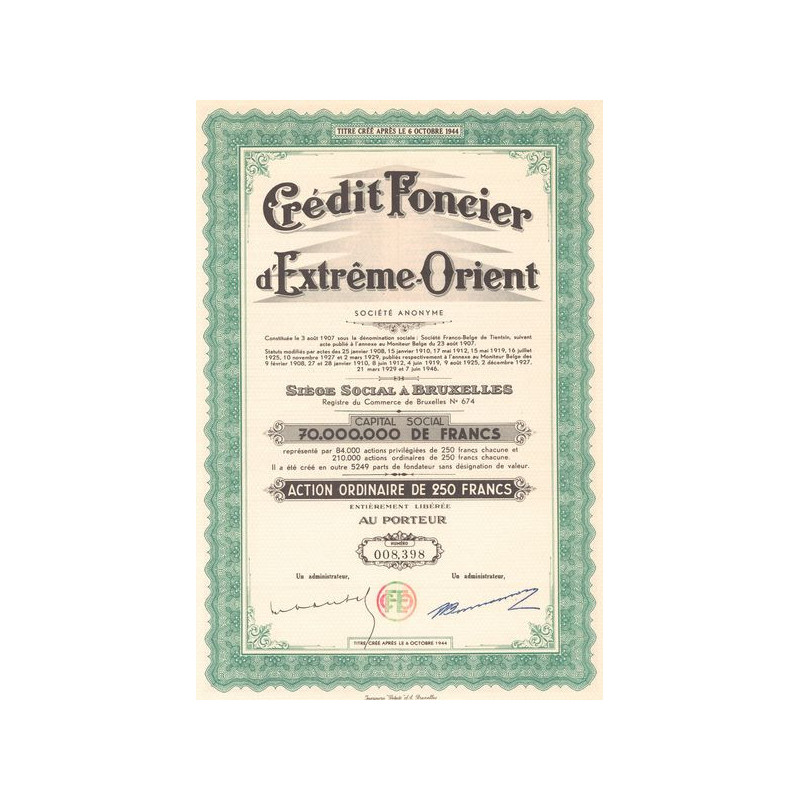 TITRE CRÉÉ APRÈS LE 6 OCTOBRE 1944
Crédit Foncier
d'Extrême-Orient
SOCIÉTÉ ANONYME
Constituée le 3 août 1907 sous la dénomination sociale : Société Franco-Belge de Tientsin, suivant
acte publié à l'annexe au Moniteur Belge du 23 août 1907.
Statuts modifiés par actes des 25 janvier 1908, 15 janvier 1910, 17 mai 1912, 15 mai 1919, 16 juillet
1925, 10 novembre 1927 et 2 mars 1929, publiés respectivement à l'annexe au Moniteur Belge des
9 février 1908, 27 et 28 janvier 1910, 8 juin 1912, 4 juin 1919, 9 août 1925, 2 décembre 1927,
21 mars 1929 et 7 juin 1946.
SIÈGE SOCIAL À BRUXELLES
Registre du Commerce de Bruxelles No 674
CAPITAL SOCIAL
70.000.000 DE FRANCS
représenté par 84.000 actions privilégiées de 250 francs chacune et
210.000 actions ordinaires de 250 francs chacune.
Il a été créé en outre 5249 parts de fondateur sans désignation de valeur.
ACTION ORDINAIRE DE 250 FRANCS
ENTIÈREMENT LIBÉRÉE
AU PORTEUR
NUMÉRO
008,398
Un administrateur, Un administrateur,
TITRE CRÉÉ APRÈS LE 6 OCTOBRE 1944